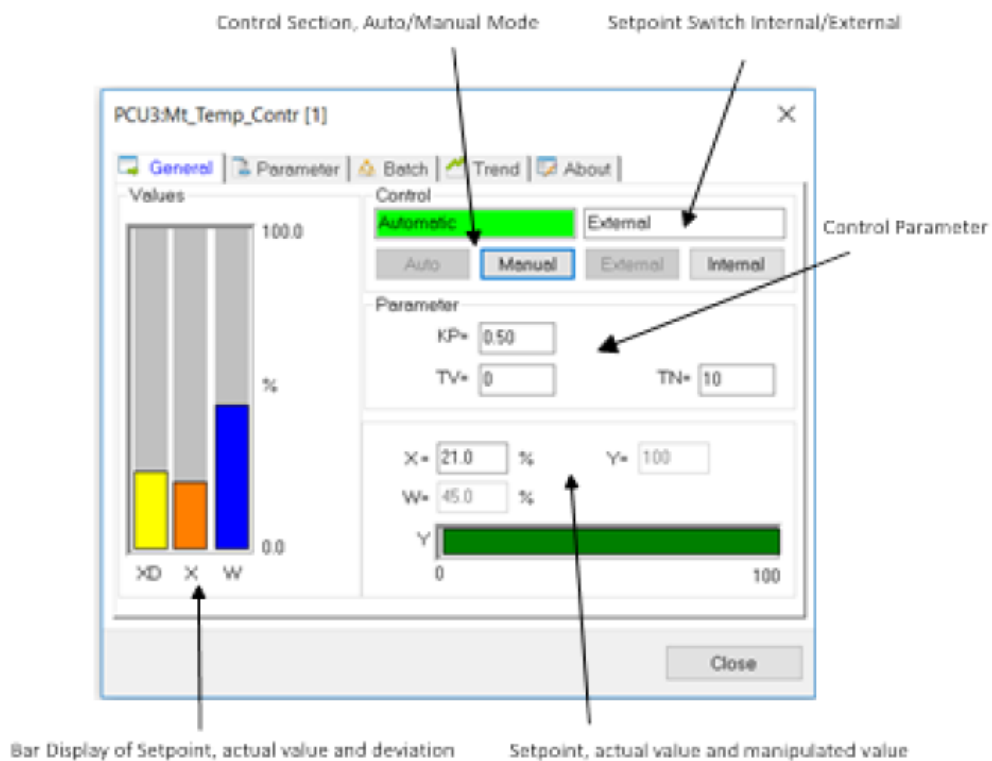 Control Section, Auto/Manual Mode
Setpoint Switch Internal/External
PCU3:Mt_Temp_Contr [1]
General Parameter Batch Trend About
Values
100.0
%
0.0
XD X W
Control
Automatic External
Auto Manual External Internal
Control Parameter
Parameter
KP= 0.50
TV= 0 TN= 10
X= 21.0 % Y= 100
W= 45.0 %
Y
0 100
Close
Bar Display of Setpoint, actual value and deviation
Setpoint, actual value and manipulated value